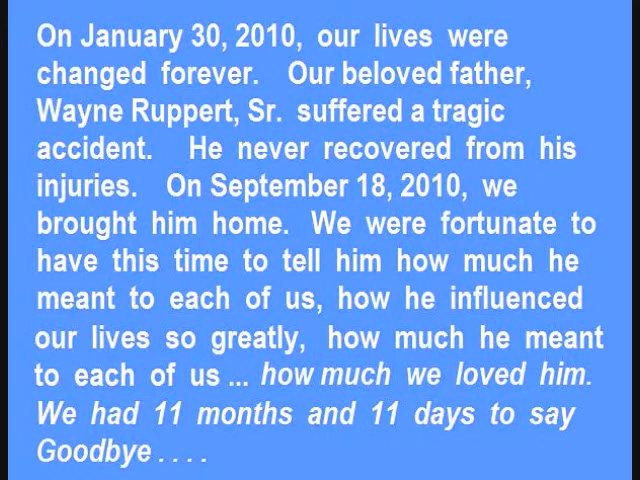 On January 30, 2010, our lives were
changed forever. Our beloved father,
Wayne Ruppert, Sr. suffered a tragic
accident. He never recovered from his
injuries. On September 18, 2010, we
brought him home. We were fortunate to
have this time to tell him how much he
meant to each of us, how he influenced
our lives so greatly, how much he meant
to each of us ... how much we loved him.
We had 11 months and 11 days to say
Goodbye . . . .